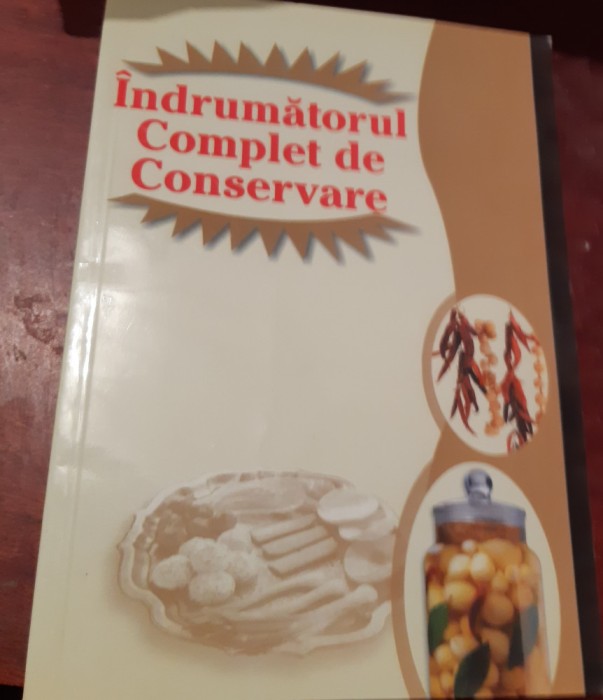 Îndrumătorul
Complet de
Conservare